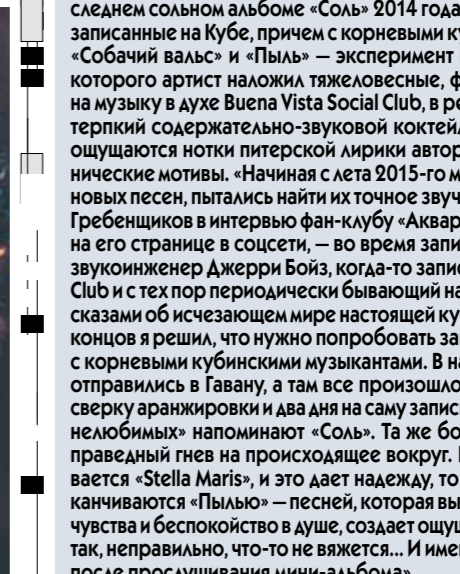 следнем сольном альбоме «Соль» 2014 года
записанные на Кубе, причем с корневыми к
«Собачий вальс» и «Пыль» — эксперимент
которого артист наложил тяжеловесные, ф
на музыку в духе Buena Vista Social Club, в ре
терпкий содержательно-звуковой коктейл
ощущаются нотки питерской лирики автор
нические мотивы. «Начиная с лета 2015-го м
новых песен, пытались найти их точное звуч
Гребенщиков в интервью фан-клубу «Аквар
на его странице в соцсети, — во время запи
звукоинженер Джерри Бойз, когда-то запис
Club и с тех пор периодически бывающий на
сказами об исчезающем мире настоящей ку
концов я решил, что нужно попробовать за
с корневыми кубинскими музыкантами. В на
отправились в Гавану, а там все произошло
сверку аранжировки и два дня на саму запис
нелюбимых» напоминают «Соль». Та же бо
праведный гнев на происходящее вокруг.
вается «Stella Maris», и это дает надежду, то
канчиваются «Пылью» — песней, которая вы
чувства и беспокойство в душе, создает ощущ
так, неправильно, что-то не вяжется... И име
после прослушивания мини-альбома».